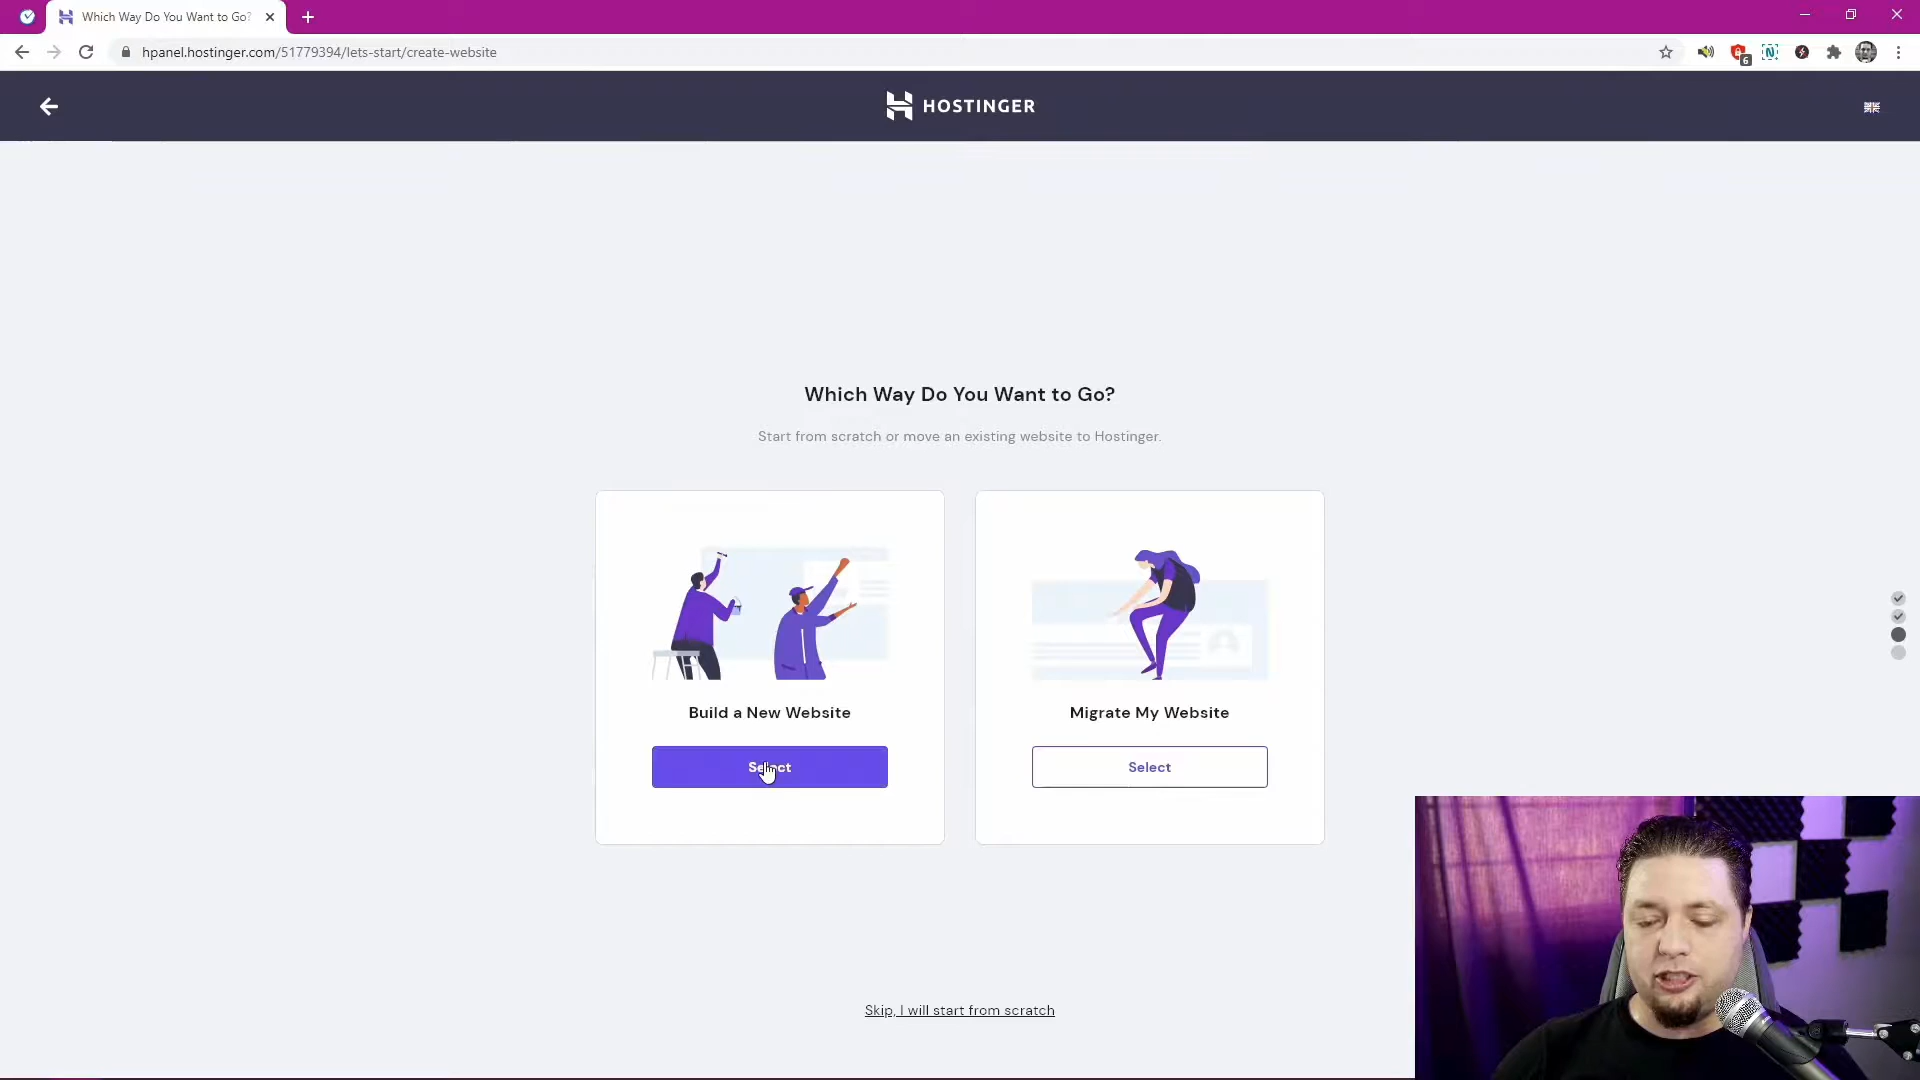 Which Way Do You Want to Go?
hpanel.hostinger.com/51779394/lets-start/create-website
6
HOSTINGER
Which Way Do You Want to Go?
Start from scratch or move an existing website to Hostinger.
Build a New Website
Migrate My Website
Select
Select
Skip, I will start from scratch